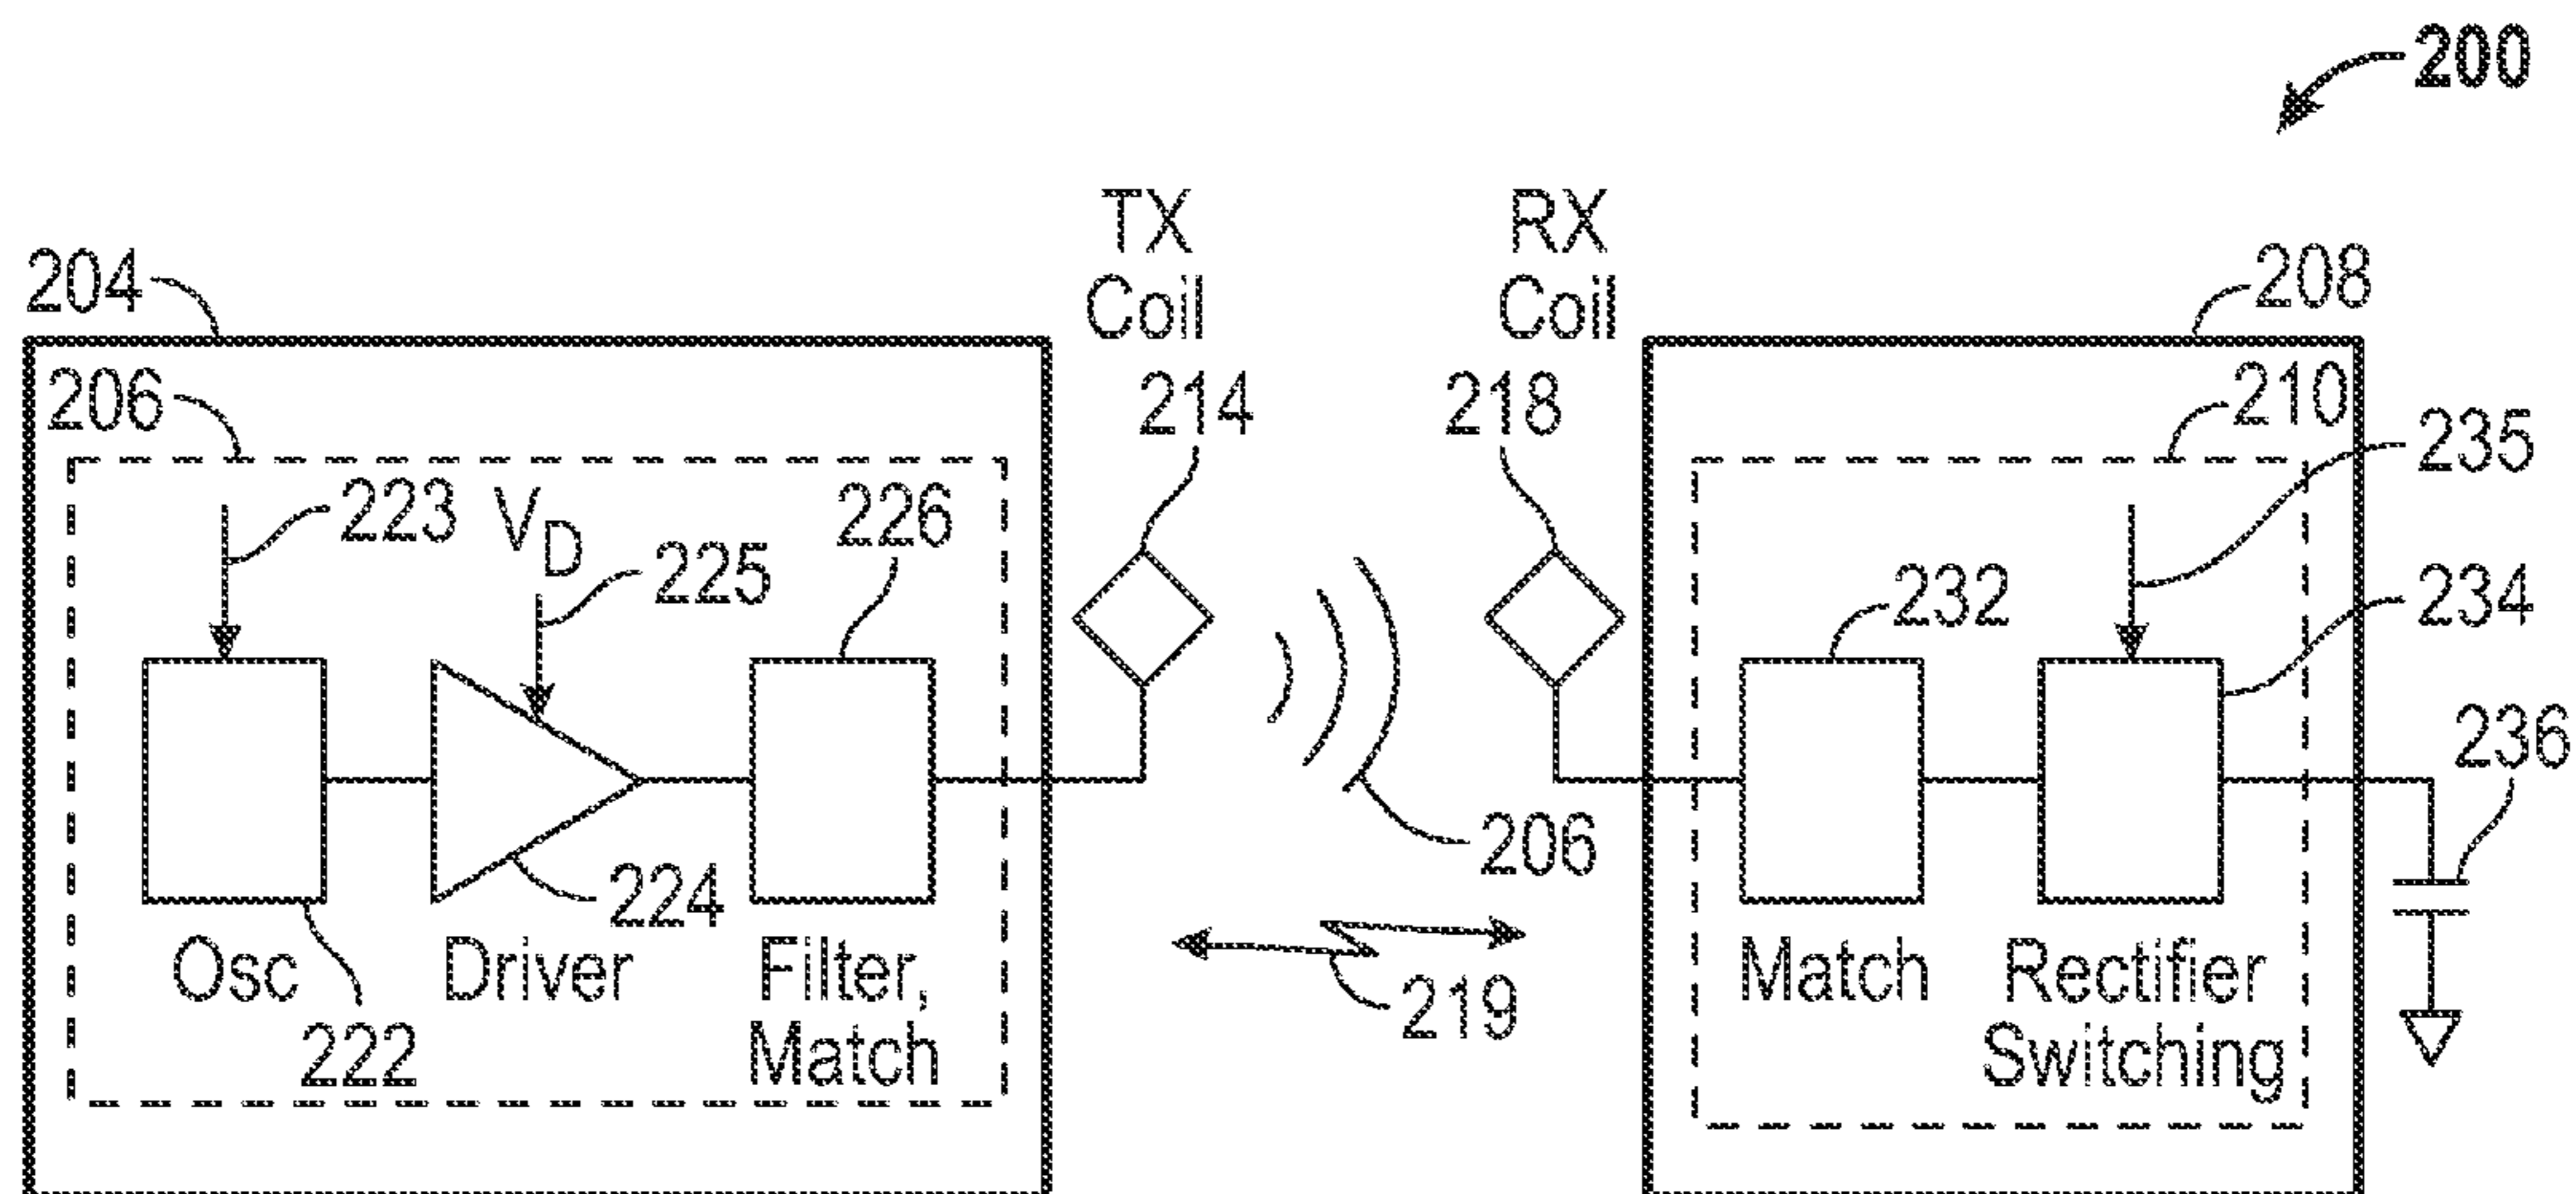 200
TX
Coil
214
RX
Coil
218
204
206
223
V_D
225
226
224
Osc
222
Driver
Filter,
Match
206
219
208
210
235
232
234
236
Match
Rectifier
Switching